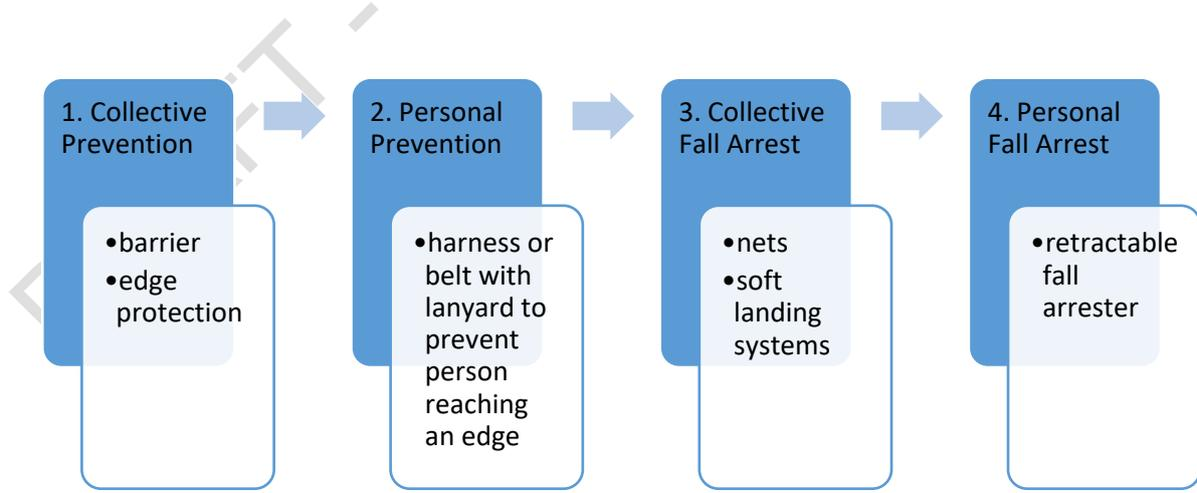 1. Collective
Prevention
•barrier
•edge
protection
2. Personal
Prevention
•harness or
belt with
lanyard to
prevent
person
reaching
an edge
3. Collective
Fall Arrest
•nets
•soft
landing
systems
4. Personal
Fall Arrest
•retractable
fall
arrester